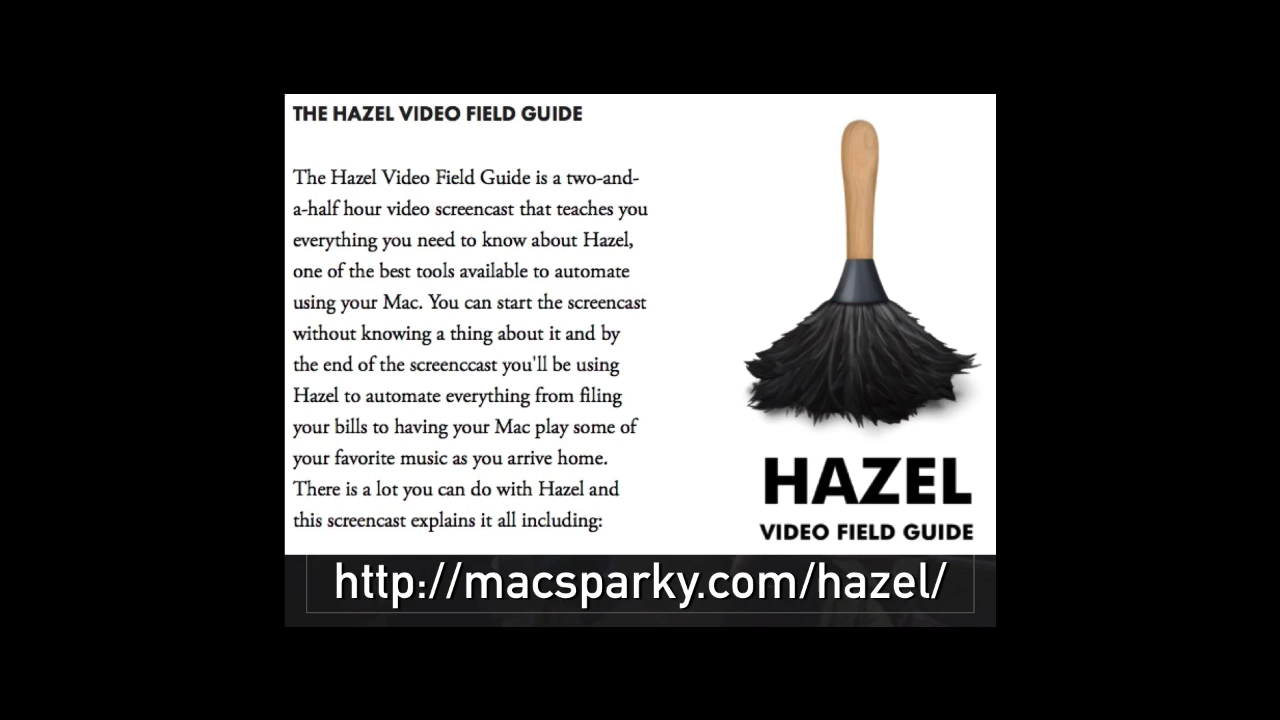 THE HAZEL VIDEO FIELD GUIDE
The Hazel Video Field Guide is a two-and-
a-half hour video screencast that teaches you
everything you need to know about Hazel,
one of the best tools available to automate
using your Mac. You can start the screencast
without knowing a thing about it and by
the end of the screenccast you'll be using
Hazel to automate everything from filing
your bills to having your Mac play some of
your favorite music as you arrive home.
There is a lot you can do with Hazel and
this screencast explains it all including:
HAZEL
VIDEO FIELD GUIDE
http://macsparky.com/hazel/